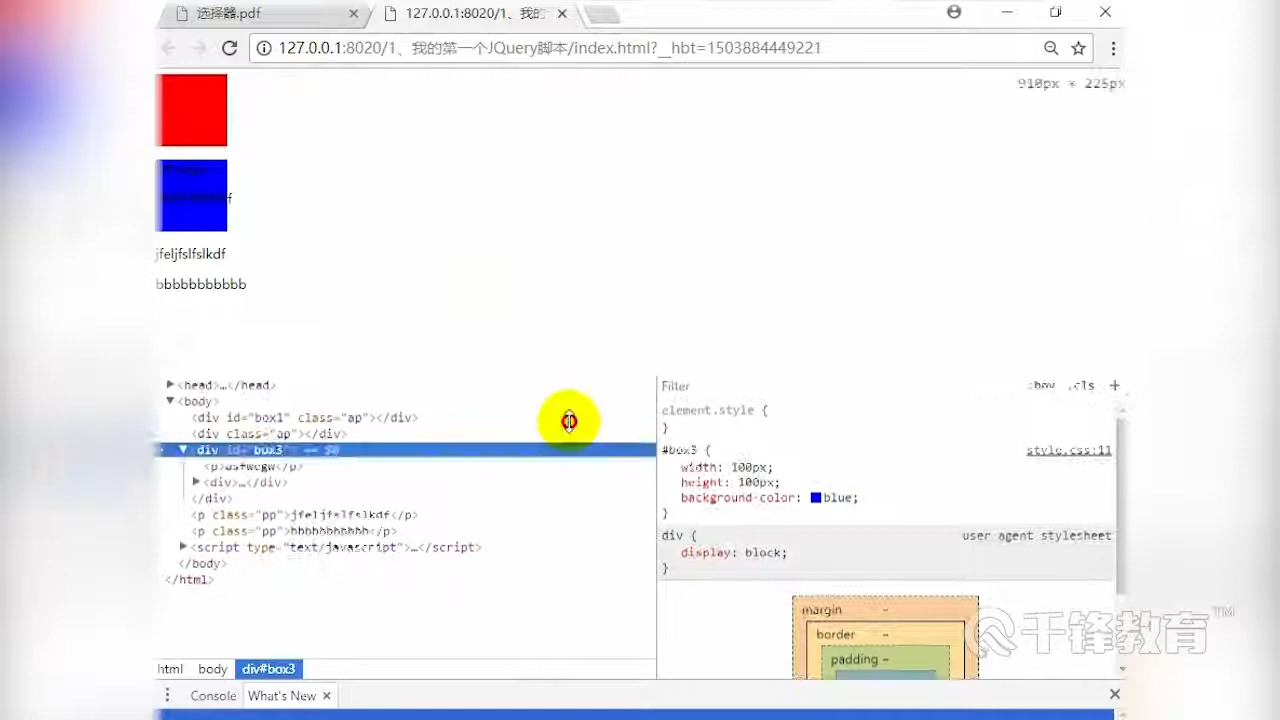 选择器.pdf
127.0.0.1:8020/1、我的
127.0.0.1:8020/1、我的第一个JQuery脚本/index.html?__hbt=1503884449221
910px × 225px
jfeljfslfslkdf
bbbbbbbbbbb
<head>…</head>
<body>
<div id="box1" class="ap"></div>
<div class="ap"></div>
div id="box3" == $0
<p>asfwegw</p>
<div>…</div>
</div>
<p class="pp">jfeljfslfslkdf</p>
<p class="pp">bbbbbbbbbbb</p>
<script type="text/javascript">…</script>
</body>
</html>
html body div#box3
Filter :hov .cls +
element.style {
}
#box3 { style.css:11
width: 100px;
height: 100px;
background-color: blue;
}
div { user agent stylesheet
display: block;
}
margin -
border -
padding -
千锋教育™
Console What's New